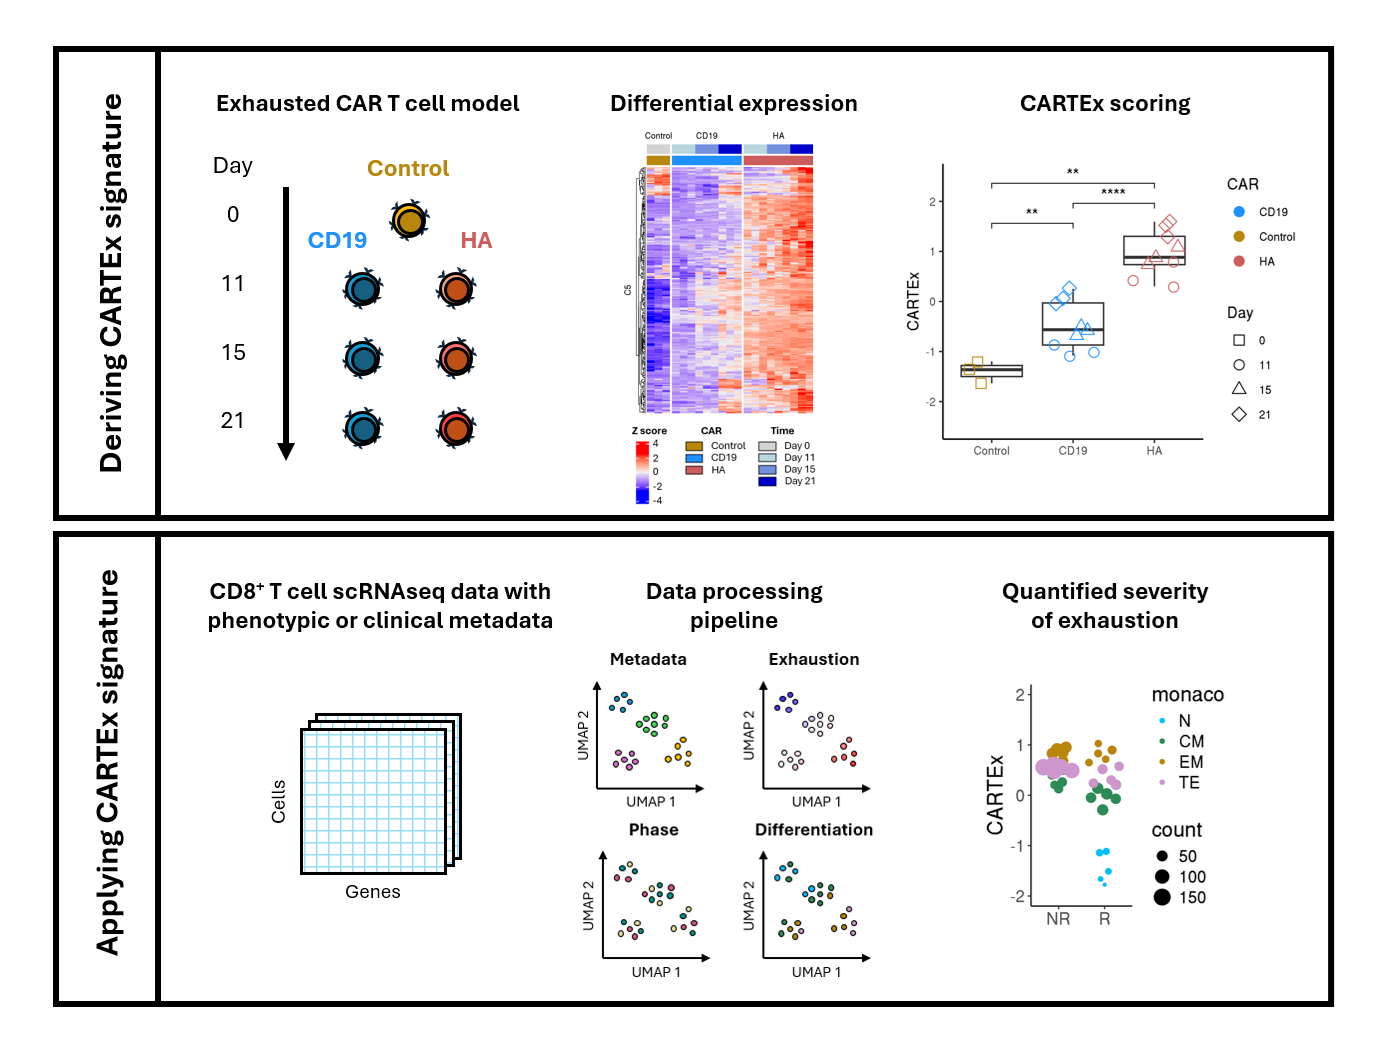 Deriving CARTEx signature
Exhausted CAR T cell model
Day
0
11
15
21
Control
CD19
HA
Differential expression
Control CD19 HA
C5
Z score
4
2
0
-2
-4
CAR
Control
CD19
HA
Time
Day 0
Day 11
Day 15
Day 21
CARTEx scoring
CARTEx
2
1
0
-1
-2
**
****
**
Control CD19 HA
CAR
CD19
Control
HA
Day
0
11
15
21
Applying CARTEx signature
CD8+ T cell scRNAseq data with
phenotypic or clinical metadata
Cells
Genes
Data processing
pipeline
Metadata
UMAP 2
UMAP 1
Exhaustion
UMAP 2
UMAP 1
Phase
UMAP 2
UMAP 1
Differentiation
UMAP 2
UMAP 1
Quantified severity
of exhaustion
CARTEx
2
1
0
-1
-2
NR R
monaco
N
CM
EM
TE
count
50
100
150